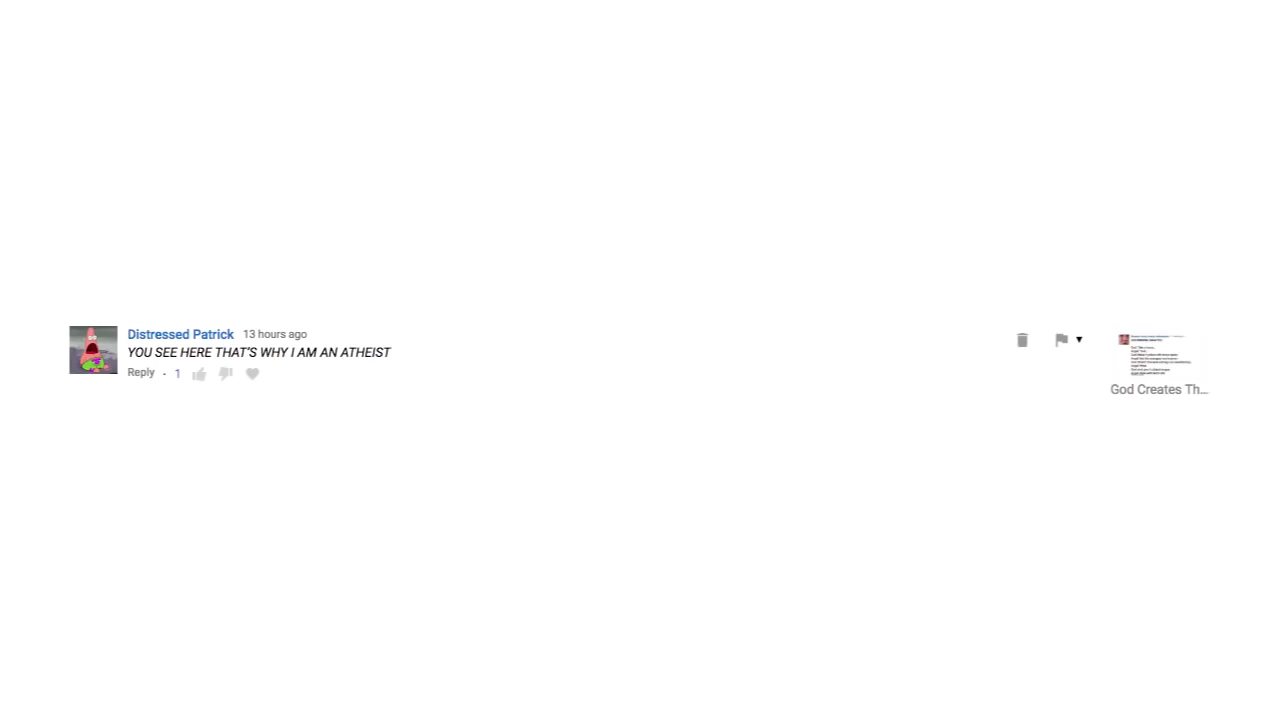 Distressed Patrick 13 hours ago
YOU SEE HERE THAT'S WHY I AM AN ATHEIST
Reply · 1
God Creates Th...